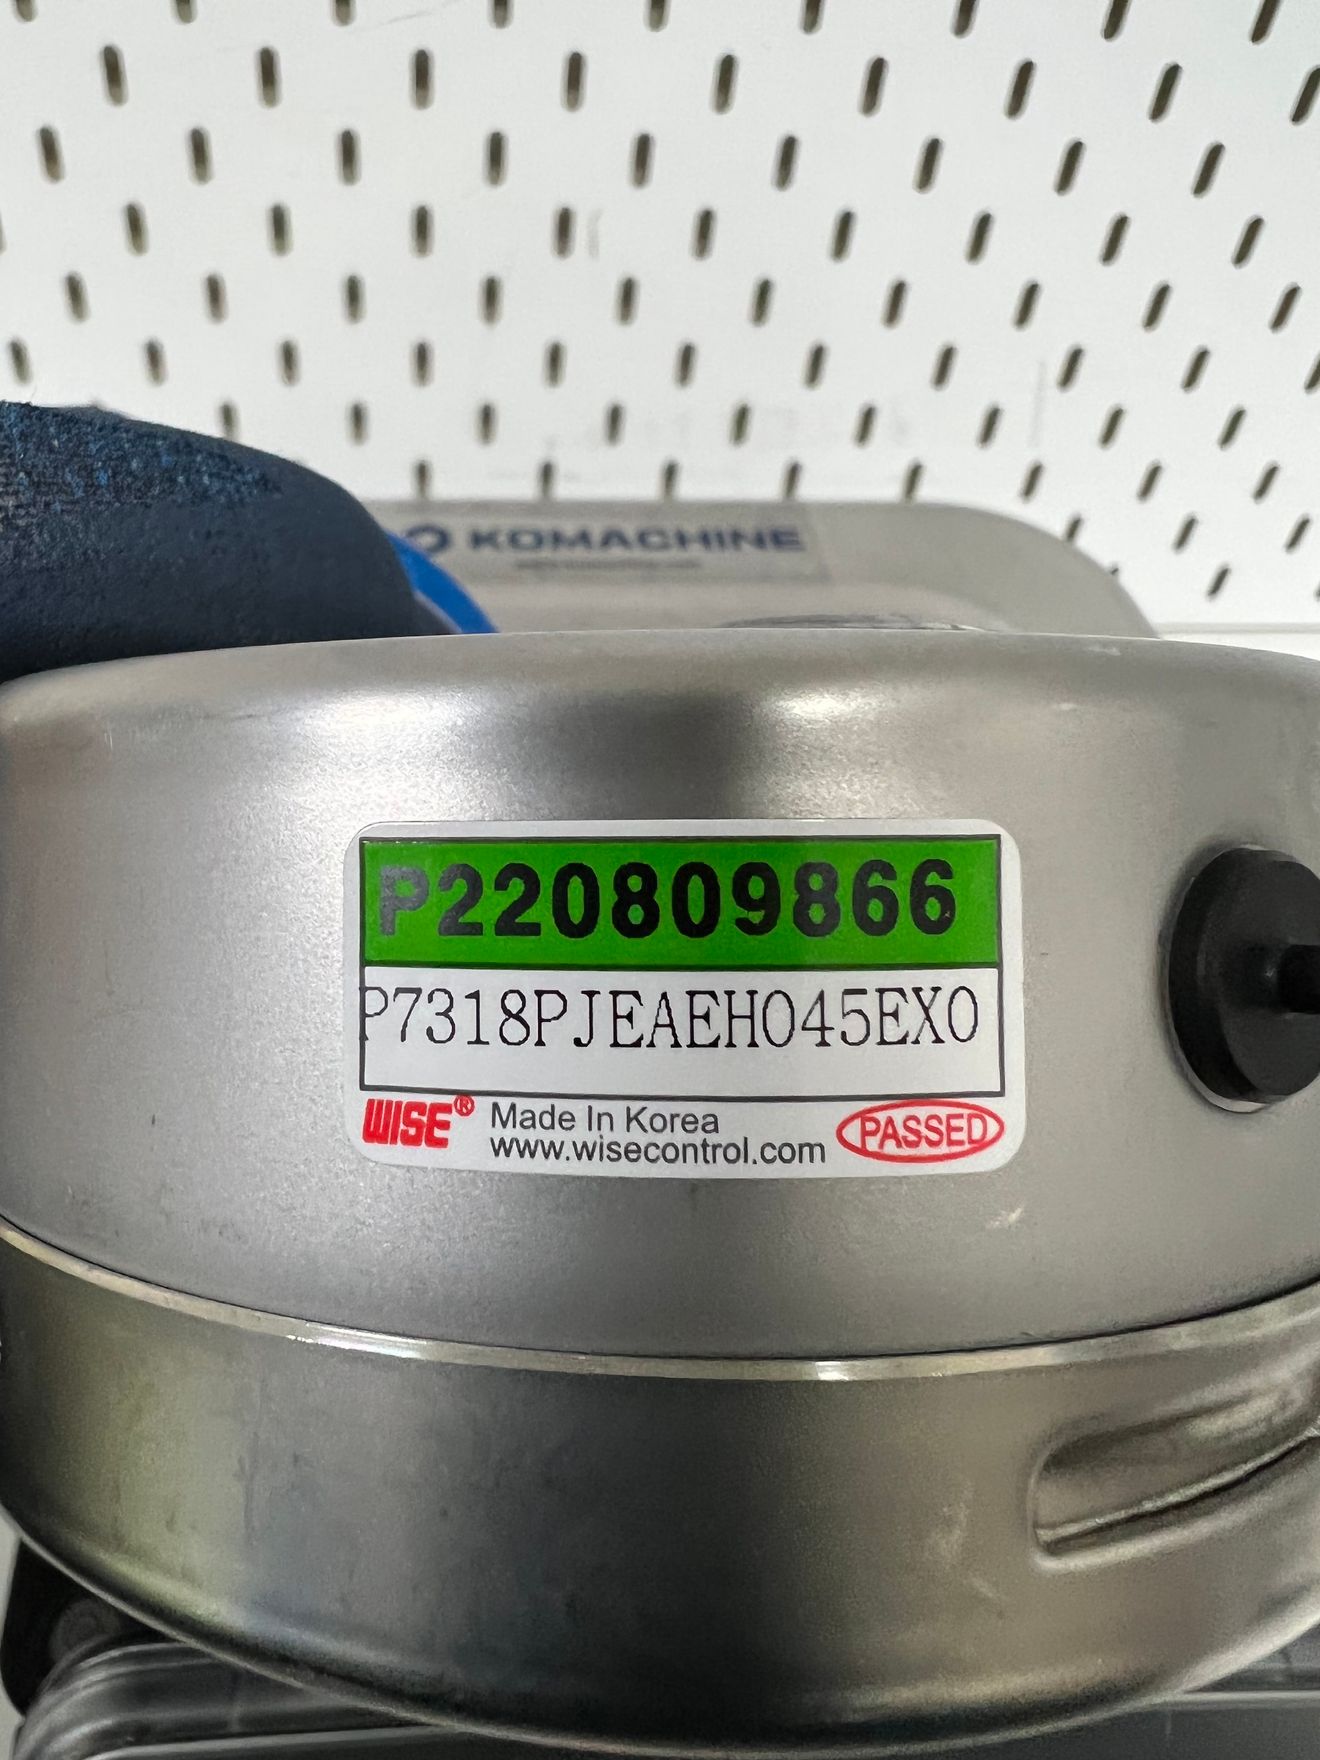 KOMACHINE
P220809866
P7318PJEAEH045EX0
WISE® Made In Korea
www.wisecontrol.com
PASSED